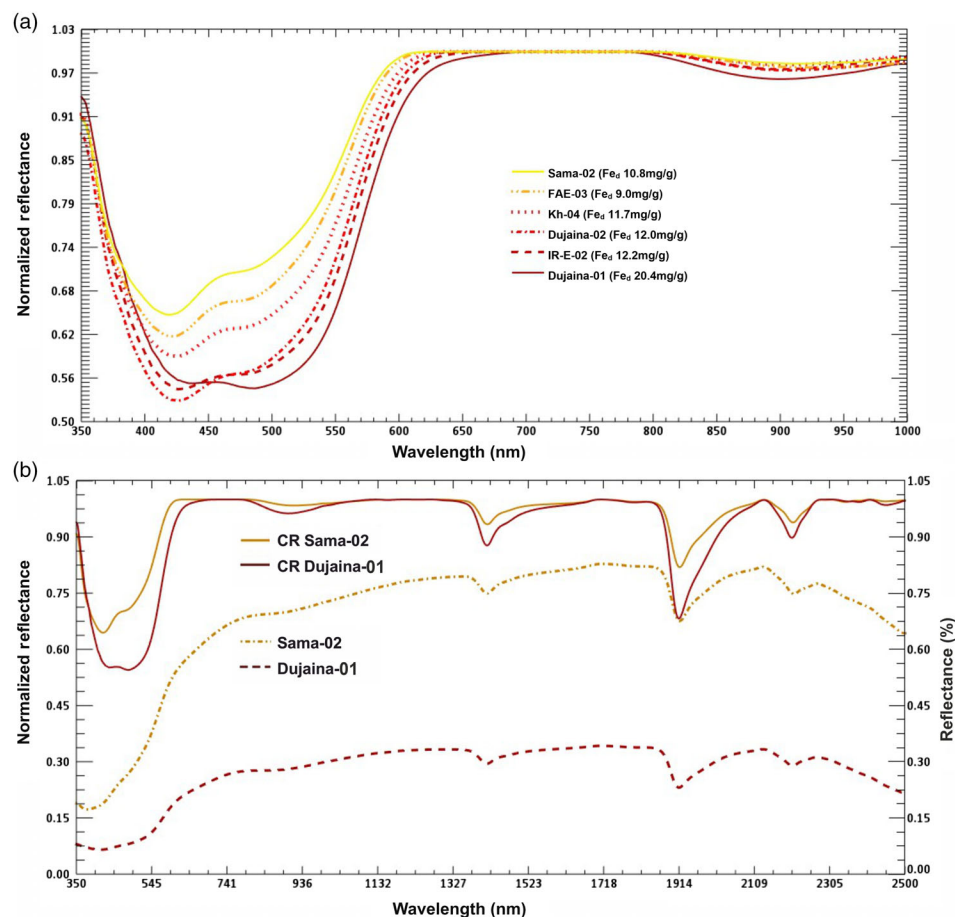 (a)
1.03
0.97
0.91
0.85
0.79
0.74
0.68
0.62
0.56
0.50
Normalized reflectance
Sama-02 (Fed 10.8mg/g)
FAE-03 (Fed 9.0mg/g)
Kh-04 (Fed 11.7mg/g)
Dujaina-02 (Fed 12.0mg/g)
IR-E-02 (Fed 12.2mg/g)
Dujaina-01 (Fed 20.4mg/g)
350 400 450 500 550 600 650 700 750 800 850 900 950 1000
Wavelength (nm)
(b)
1.05
0.90
0.75
0.60
0.45
0.30
0.15
0.00
Normalized reflectance
CR Sama-02
CR Dujaina-01
Sama-02
Dujaina-01
1.05
0.90
0.75
0.60
0.45
0.30
0.15
0.00
Reflectance (%)
350 545 741 936 1132 1327 1523 1718 1914 2109 2305 2500
Wavelength (nm)